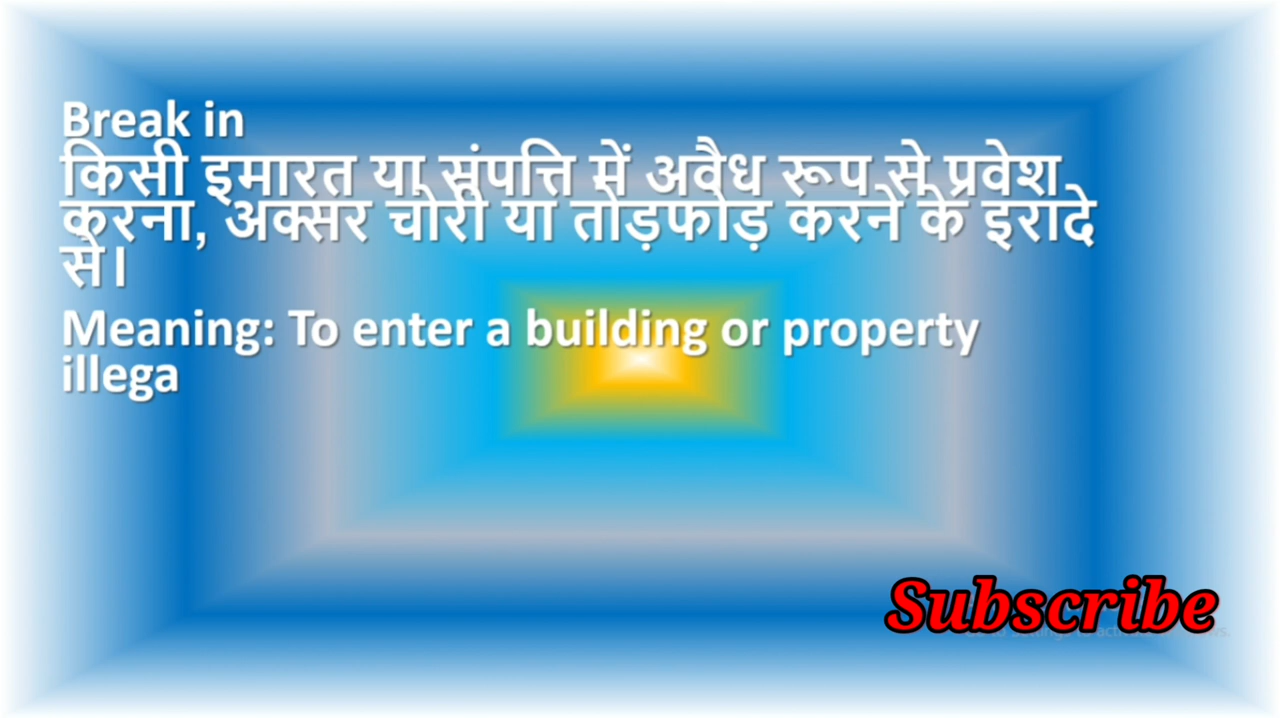 Break in
किसी इमारत या संपत्ति में अवैध रूप से प्रवेश
करना, अक्सर चोरी या तोड़फोड़ करने के इरादे
से।
Meaning: To enter a building or property
illega
Subscribe